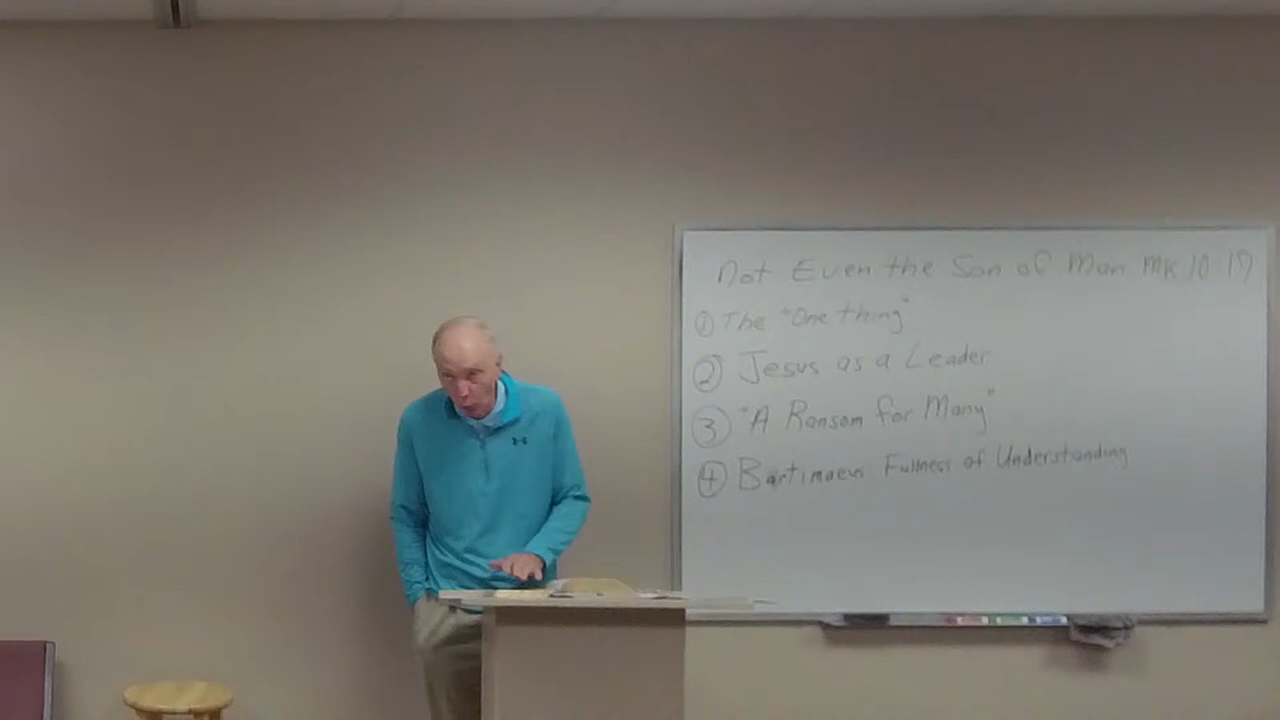 Not Even the Son of Man MK 10:17
① The "One thing"
② Jesus as a Leader
③ "A Ransom for Many"
④ Bartimaeus Fullness of Understanding